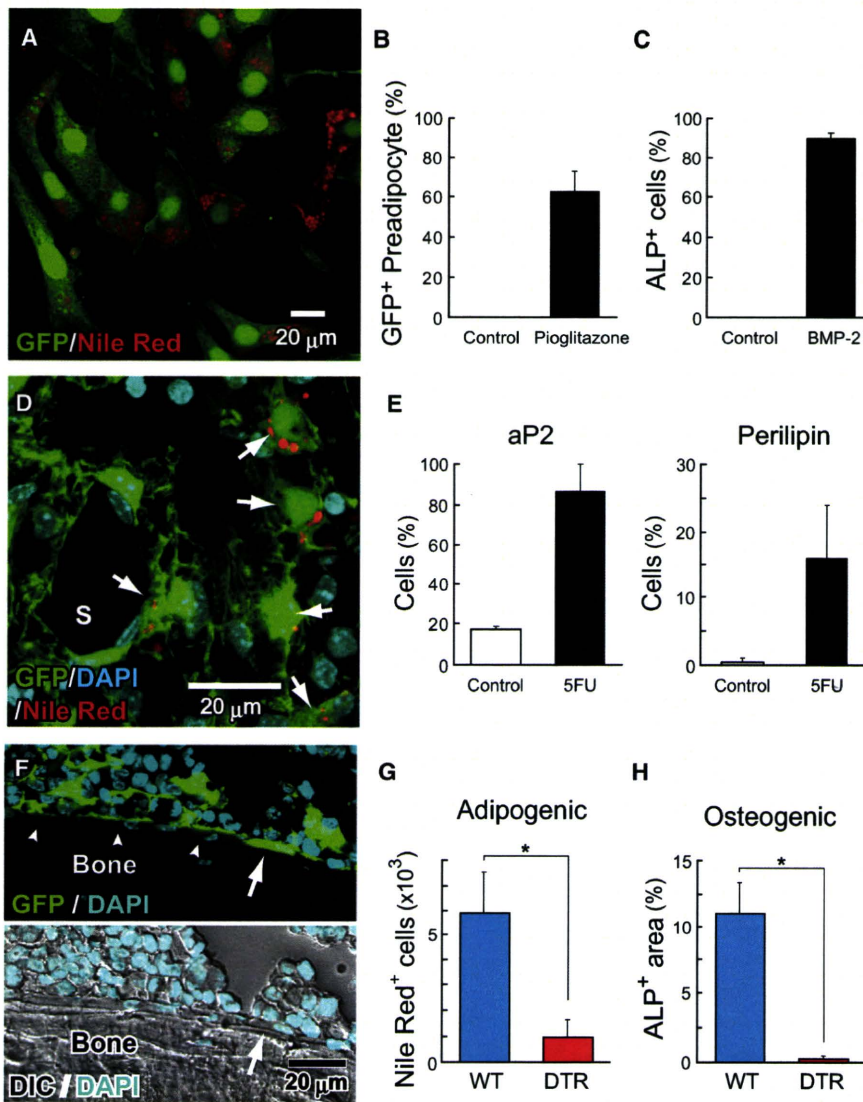 A
GFP/Nile Red
20 μm
B
GFP⁺ Preadipocyte (%)
100
80
60
40
20
0
Control Pioglitazone
C
ALP⁺ cells (%)
100
80
60
40
20
0
Control BMP-2
D
S
GFP/DAPI
/Nile Red
20 μm
E
aP2
Cells (%)
100
80
60
40
20
0
Control 5FU
Perilipin
Cells (%)
30
20
15
10
0
Control 5FU
F
Bone
GFP / DAPI
Bone
DIC / DAPI
20 μm
G
Adipogenic
Nile Red⁺ cells (x10³)
*
5
0
WT DTR
H
Osteogenic
ALP⁺ area (%)
*
15
10
5
0
WT DTR